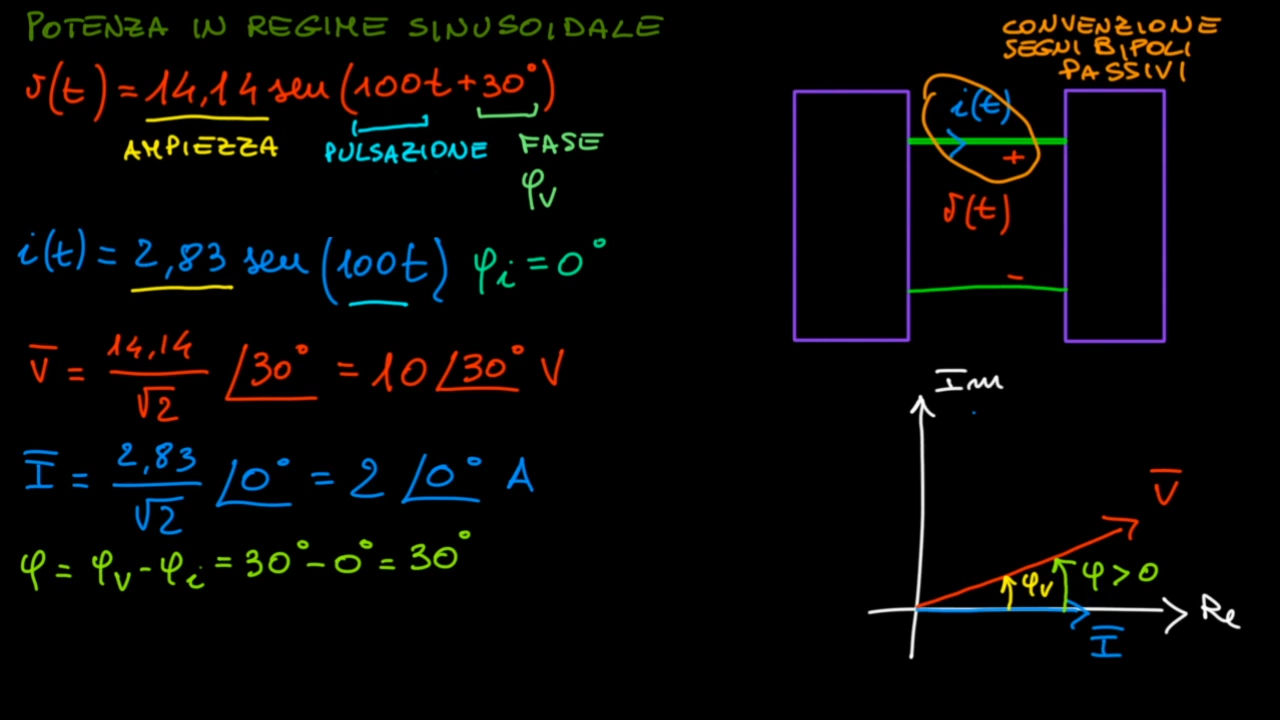 POTENZA IN REGIME SINUSOIDALE
v(t) = 14,14 sen (100t + 30°)
AMPIEZZA PULSAZIONE FASE
φv
i(t) = 2,83 sen (100t) φi = 0°
V = 14,14/√2 /30° = 10 /30° V
I = 2,83/√2 /0° = 2 /0° A
φ = φv - φi = 30° - 0° = 30°
CONVENZIONE
SEGNI BIPOLI
PASSIVI
i(t)
+
v(t)
-
Im
V
φv φ > 0
Re
I